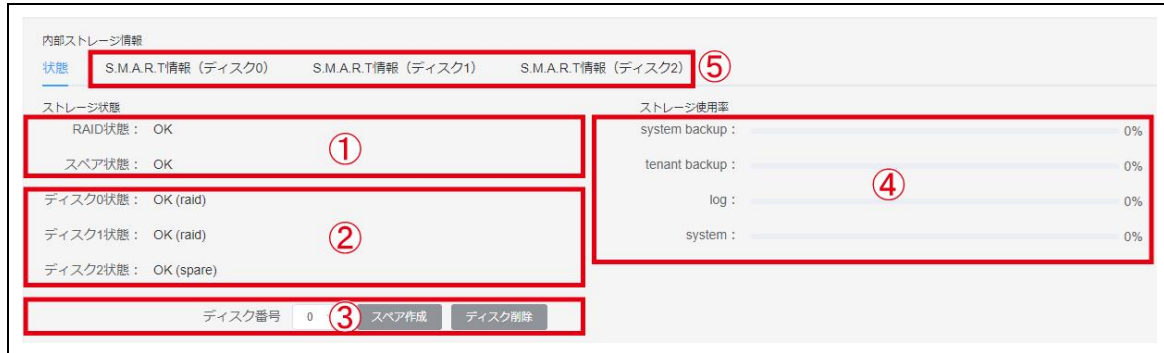 内部ストレージ情報
状態 S.M.A.R.T情報（ディスク0） S.M.A.R.T情報（ディスク1） S.M.A.R.T情報（ディスク2） ⑤
ストレージ状態
RAID状態： OK
①
スペア状態： OK
ディスク0状態： OK (raid)
ディスク1状態： OK (raid) ②
ディスク2状態： OK (spare)
ディスク番号 0 ③ スペア作成 ディスク削除
ストレージ使用率
system backup： 0%
tenant backup： 0%
④
log： 0%
system： 0%